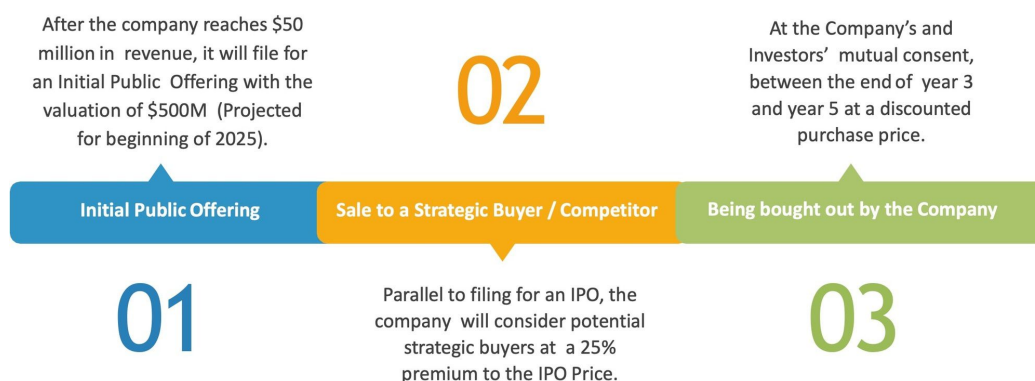 After the company reaches $50
million in revenue, it will file for
an Initial Public Offering with the
valuation of $500M (Projected
for beginning of 2025).
Initial Public Offering
01
02
Sale to a Strategic Buyer / Competitor
Parallel to filing for an IPO, the
company will consider potential
strategic buyers at a 25%
premium to the IPO Price.
At the Company’s and
Investors’ mutual consent,
between the end of year 3
and year 5 at a discounted
purchase price.
Being bought out by the Company
03